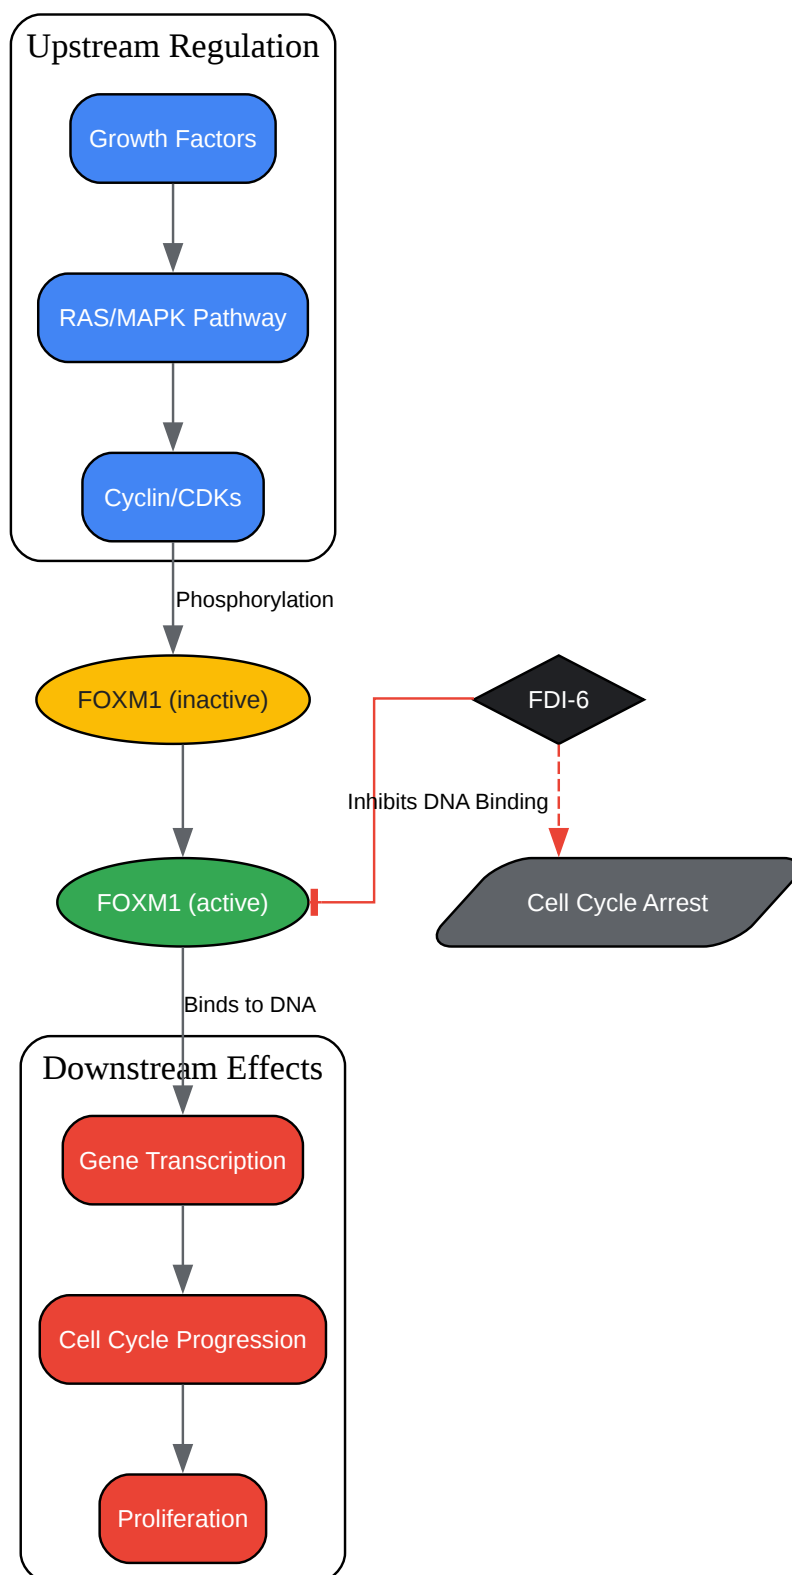 Upstream Regulation
Growth Factors
RAS/MAPK Pathway
Cyclin/CDKs
Phosphorylation
FOXM1 (inactive)
FDI-6
Inhibits DNA Binding
FOXM1 (active)
Cell Cycle Arrest
Binds to DNA
Downstream Effects
Gene Transcription
Cell Cycle Progression
Proliferation